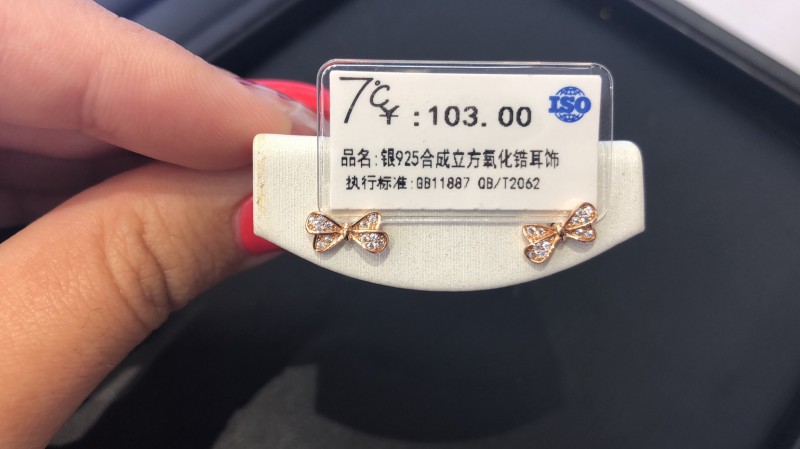 7℃
¥:103.00
ISO
品名:银925合成立方氧化锆耳饰
执行标准:GB11887 QB/T2062